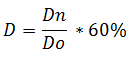 D = Dn/Do * 60%